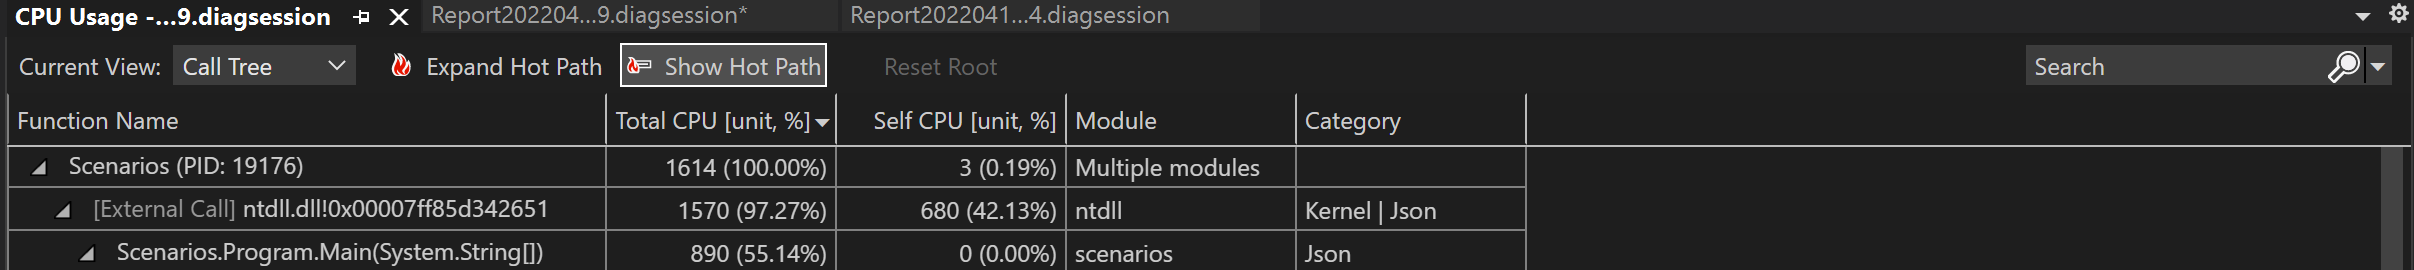 CPU Usage -...9.diagsession Report202204...9.diagsession* Report2022041...4.diagsession
Current View: Call Tree Expand Hot Path Show Hot Path Reset Root Search
Function Name Total CPU [unit, %] Self CPU [unit, %] Module Category
Scenarios (PID: 19176) 1614 (100.00%) 3 (0.19%) Multiple modules
[External Call] ntdll.dll!0x00007ff85d342651 1570 (97.27%) 680 (42.13%) ntdll Kernel | Json
Scenarios.Program.Main(System.String[]) 890 (55.14%) 0 (0.00%) scenarios Json